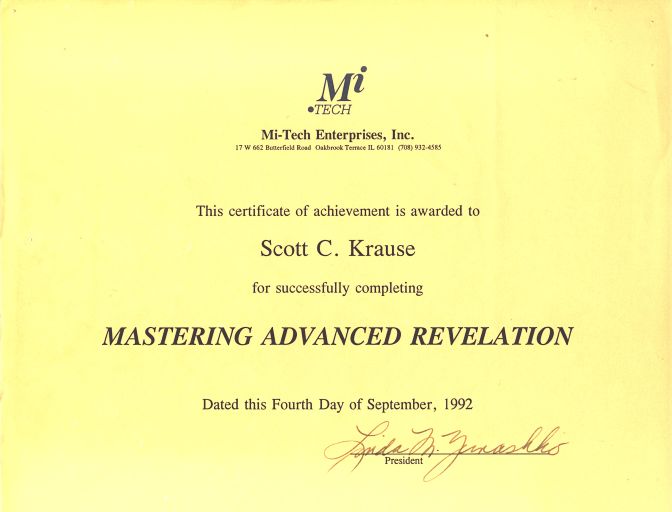 Mi
•TECH
Mi-Tech Enterprises, Inc.
17 W 662 Butterfield Road Oakbrook Terrace IL 60181 (708) 932-4585
This certificate of achievement is awarded to
Scott C. Krause
for successfully completing
MASTERING ADVANCED REVELATION
Dated this Fourth Day of September, 1992
Linda M.
President